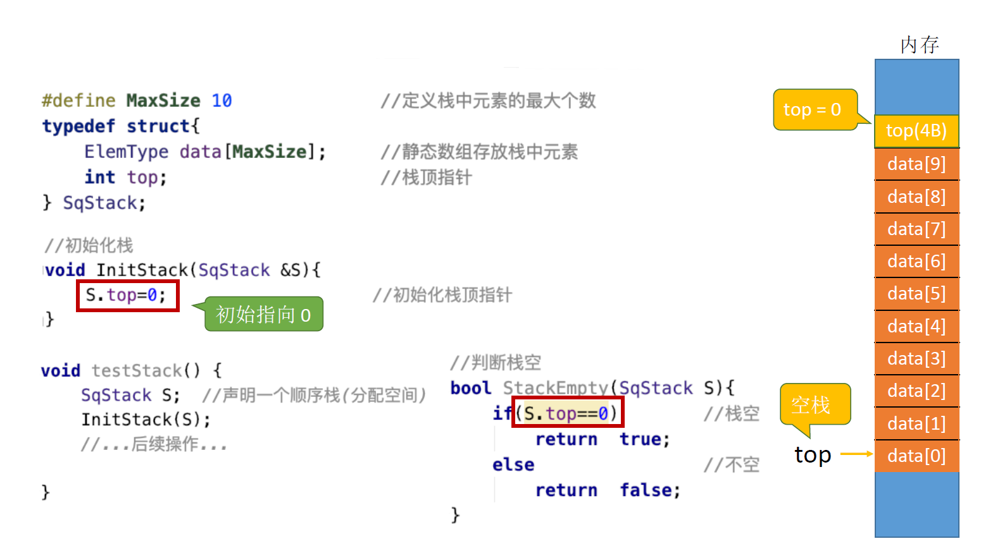 #define MaxSize 10 //定义栈中元素的最大个数
typedef struct{
ElemType data[MaxSize]; //静态数组存放栈中元素
int top; //栈顶指针
} SqStack;
//初始化栈
void InitStack(SqStack &S){
S.top=0; //初始化栈顶指针
初始指向 0
}
void testStack() {
SqStack S; //声明一个顺序栈(分配空间)
InitStack(S);
//...后续操作...
}
//判断栈空
bool StackEmpty(SqStack S){
if(S.top==0) //栈空
return true;
else //不空
return false;
}
内存
top = 0
top(4B)
data[9]
data[8]
data[7]
data[6]
data[5]
data[4]
data[3]
data[2]
data[1]
data[0]
空栈
top